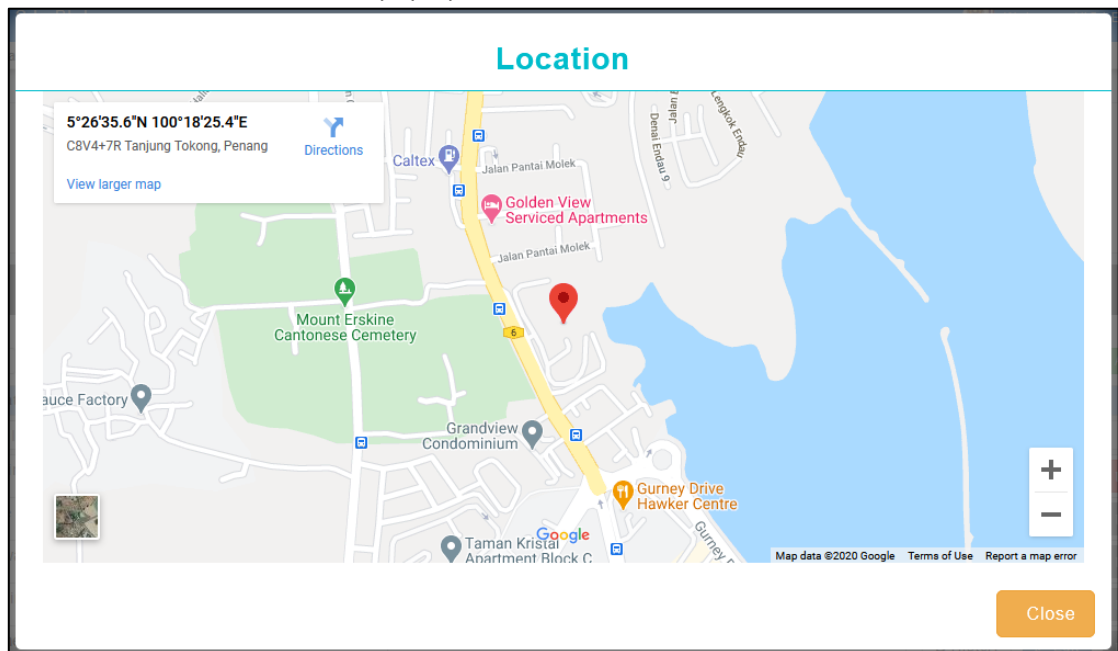 Location
5°26'35.6"N 100°18'25.4"E
C8V4+7R Tanjung Tokong, Penang
Directions
View larger map
Caltex
Jalan Pantai Molek
Golden View
Serviced Apartments
Jalan Pantai Molek
Denai Endau 9
Jalan
Lengkok Endau
Mount Erskine
Cantonese Cemetery
6
auce Factory
Grandview
Condominium
Gurney Drive
Hawker Centre
Gurney
Taman Kristal
Apartment Block C
Google
Map data ©2020 Google Terms of Use Report a map error
Close